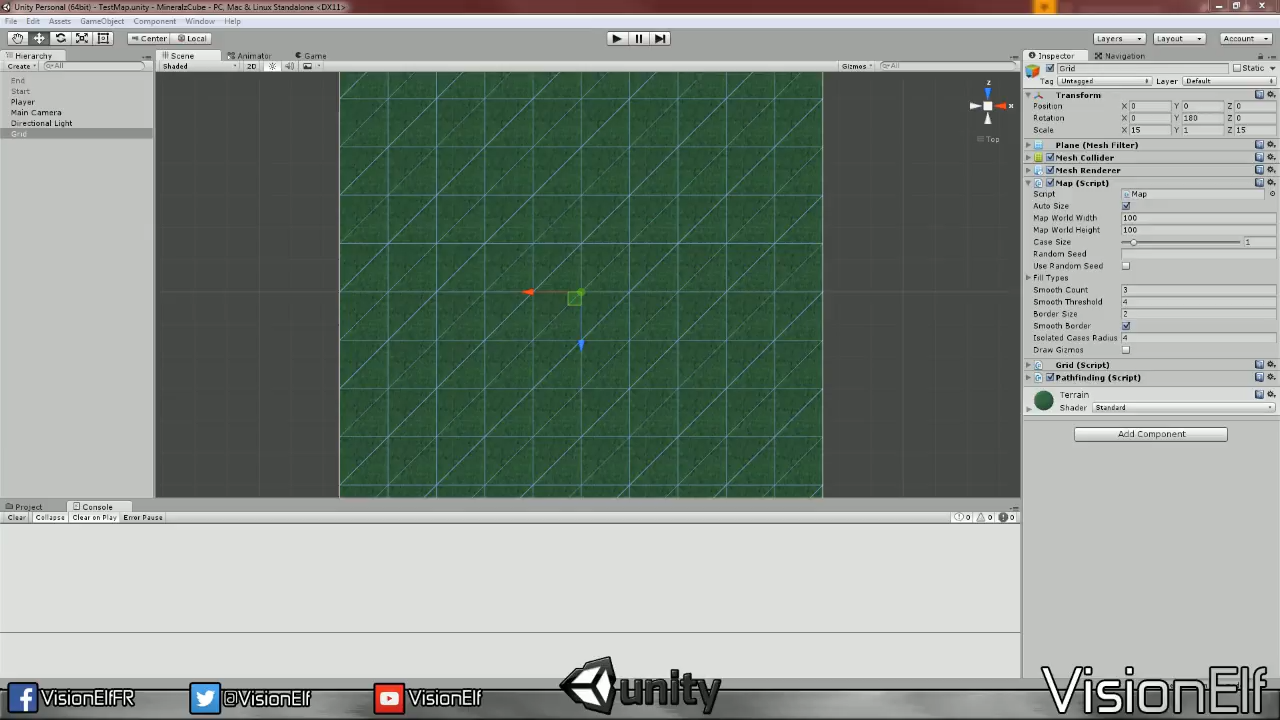 Unity Personal (64bit) - TestMap.unity - MineralzCube - PC, Mac & Linux Standalone <DX11>
File Edit Assets GameObject Component Window Help
Center Local Layers Layout Account
Hierarchy Scene Animator Game Inspector Navigation
Create All Shaded 2D Gizmos All Grid Static
Tag Untagged Layer Default
End
Start
Player
Main Camera
Directional Light
Grid
z
x
Top
Transform
Position X 0 Y 0 Z 0
Rotation X 0 Y 180 Z 0
Scale X 15 Y 1 Z 15
Plane (Mesh Filter)
Mesh Collider
Mesh Renderer
Map (Script)
Script Map
Auto Size
Map World Width 100
Map World Height 100
Case Size 1
Random Seed
Use Random Seed
Fill Types
Smooth Count 3
Smooth Threshold 4
Border Size 2
Smooth Border
Isolated Cases Radius 4
Draw Gizmos
Grid (Script)
Pathfinding (Script)
Terrain
Shader Standard
Add Component
Project Console
Clear Collapse Clear on Play Error Pause 0 0 0
VisionElfFR @VisionElf VisionElf unity VisionElf